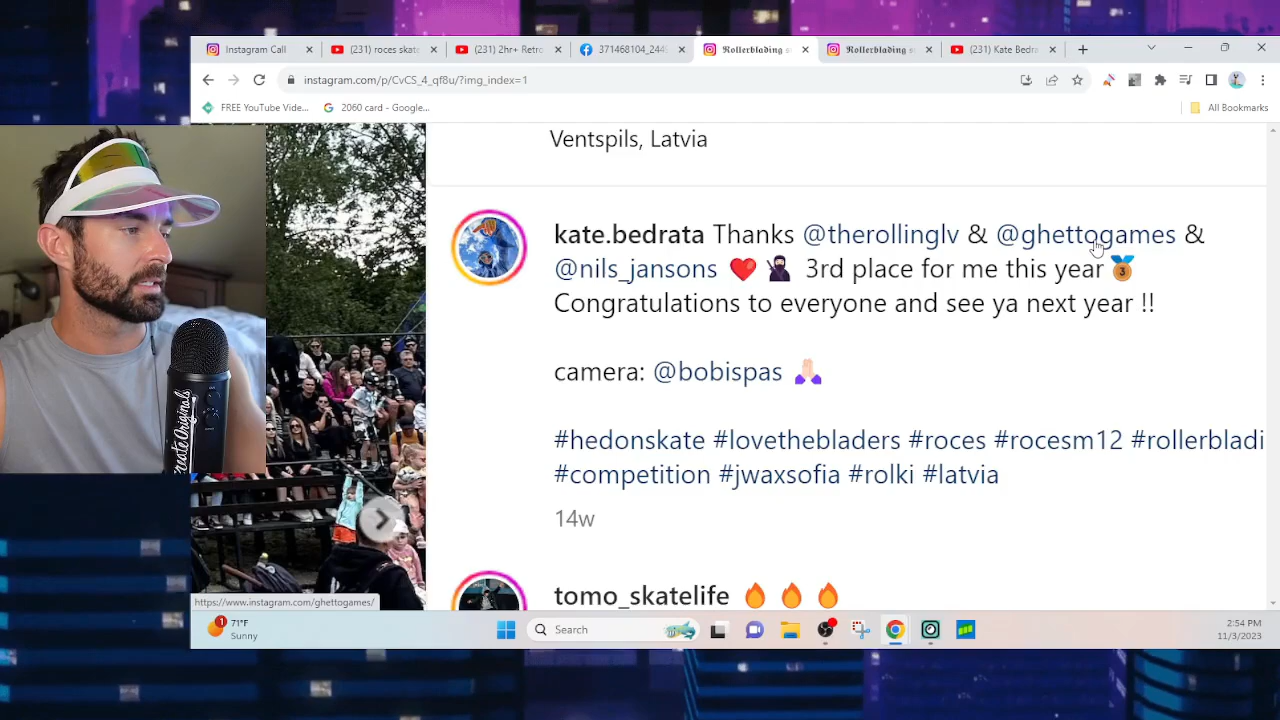 Instagram Call
(231) roces skat
(231) 2hr+ Retro
371468104_244
Rollerblading s
Rollerblading s
(231) Kate Bedra
instagram.com/p/CvCS_4_qf8u/?img_index=1
FREE YouTube Vide...
2060 card - Google...
All Bookmarks
Ventspils, Latvia
kate.bedrata Thanks @therollinglv & @ghettogames &
@nils_jansons ❤️ 🥷 3rd place for me this year🥉
Congratulations to everyone and see ya next year !!
camera: @bobispas 🙏🏻
#hedonskate #lovethebladers #roces #rocesm12 #rollerbladi
#competition #jwaxsofia #rolki #latvia
14w
tomo_skatelife 🔥 🔥 🔥
https://www.instagram.com/ghettogames/
1
71°F
Sunny
Search
2:54 PM
11/3/2023